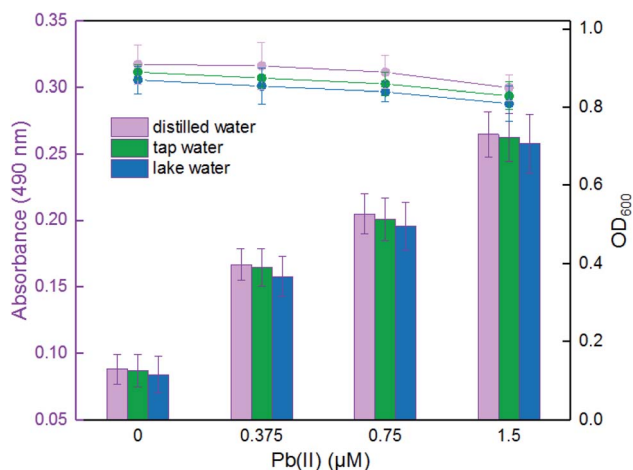 0.35
0.30
0.25
0.20
0.15
0.10
0.05
Absorbance (490 nm)
distilled water
tap water
lake water
1.0
0.8
0.6
0.4
0.2
0.0
OD₆₀₀
0 0.375 0.75 1.5
Pb(II) (μM)